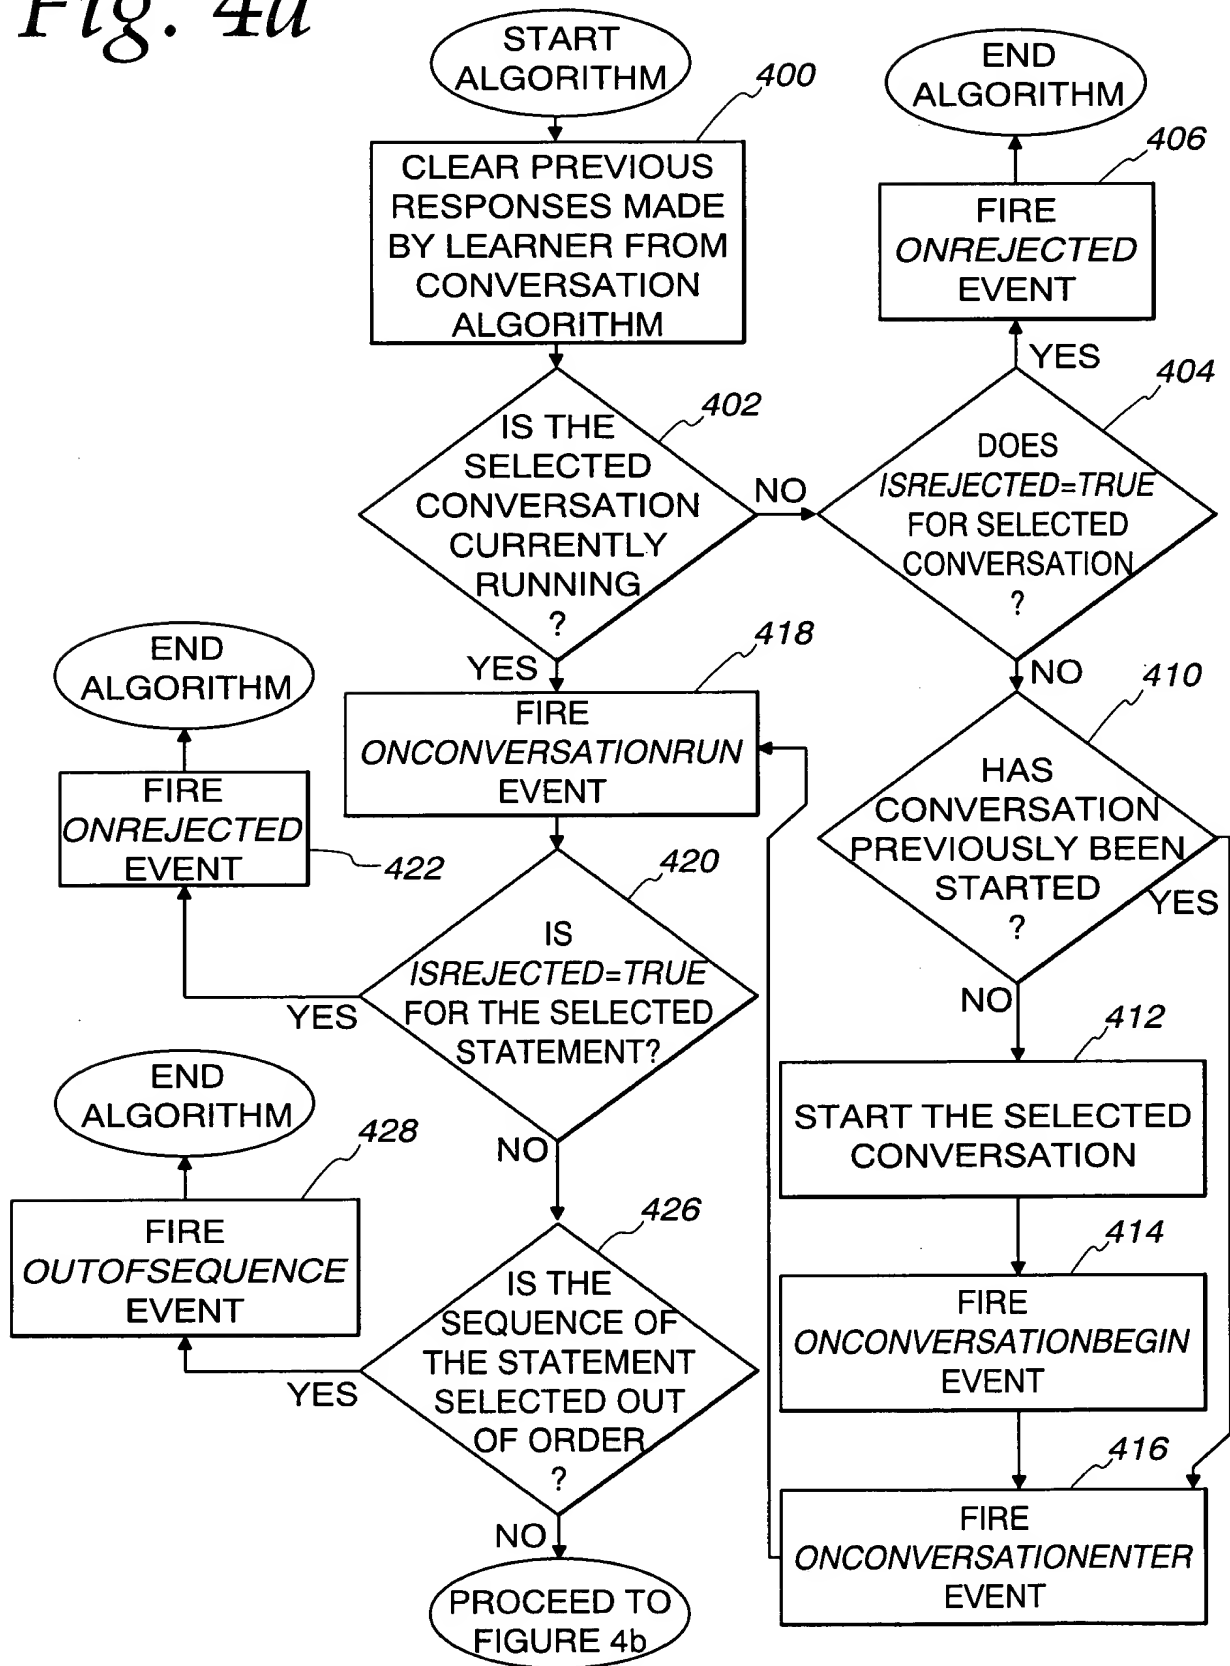 Fig. 4a
START
ALGORITHM
400
CLEAR PREVIOUS
RESPONSES MADE
BY LEARNER FROM
CONVERSATION
ALGORITHM
402
IS THE
SELECTED
CONVERSATION
CURRENTLY
RUNNING
?
NO
YES
END
ALGORITHM
406
FIRE
ONREJECTED
EVENT
YES
404
DOES
ISREJECTED=TRUE
FOR SELECTED
CONVERSATION
?
NO
410
HAS
CONVERSATION
PREVIOUSLY BEEN
STARTED
?
YES
NO
412
START THE SELECTED
CONVERSATION
414
FIRE
ONCONVERSATIONBEGIN
EVENT
416
FIRE
ONCONVERSATIONENTER
EVENT
418
FIRE
ONCONVERSATIONRUN
EVENT
420
IS
ISREJECTED=TRUE
FOR THE SELECTED
STATEMENT?
YES
NO
END
ALGORITHM
FIRE
ONREJECTED
EVENT
422
426
IS THE
SEQUENCE OF
THE STATEMENT
SELECTED OUT
OF ORDER
?
YES
NO
END
ALGORITHM
428
FIRE
OUTOFSEQUENCE
EVENT
PROCEED TO
FIGURE 4b